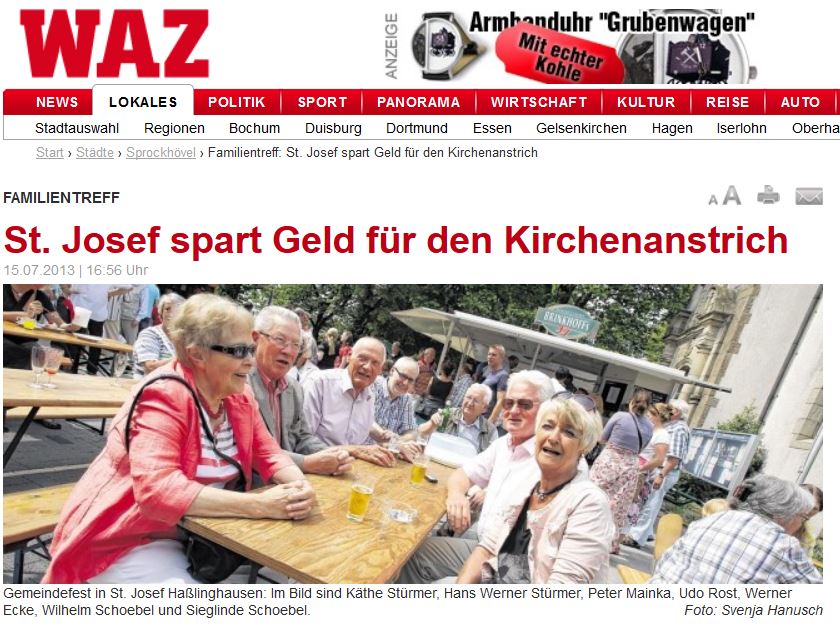 WAZ
ANZEIGE
Armbanduhr "Grubenwagen"
Mit echter
Kohle
NEWS LOKALES POLITIK SPORT PANORAMA WIRTSCHAFT KULTUR REISE AUTO
Stadtauswahl Regionen Bochum Duisburg Dortmund Essen Gelsenkirchen Hagen Iserlohn Oberha
Start › Städte › Sprockhövel › Familientreff: St. Josef spart Geld für den Kirchenanstrich
FAMILIENTREFF
A A
St. Josef spart Geld für den Kirchenanstrich
15.07.2013 | 16:56 Uhr
BRINKHOFF'S
Gemeindefest in St. Josef Haßlinghausen: Im Bild sind Käthe Stürmer, Hans Werner Stürmer, Peter Mainka, Udo Rost, Werner
Ecke, Wilhelm Schoebel und Sieglinde Schoebel. Foto: Svenja Hanusch